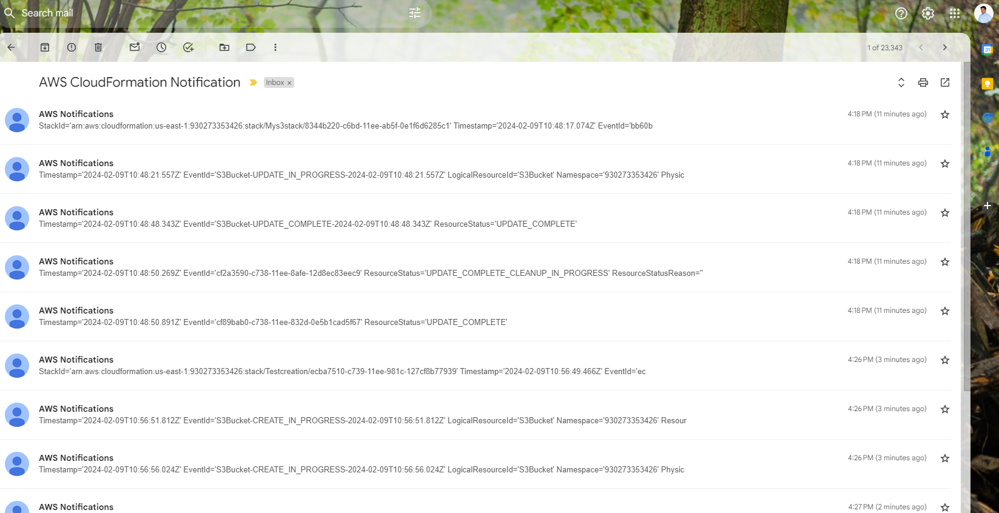 Search mail
1 of 23,343
31
AWS CloudFormation Notification
Inbox ×
AWS Notifications
4:18 PM (11 minutes ago)
StackId='arn:aws:cloudformation:us-east-1:930273353426:stack/Mys3stack/8344b220-c6bd-11ee-ab5f-0e1f6d6285c1' Timestamp='2024-02-09T10:48:17.074Z' EventId='bb60b
AWS Notifications
4:18 PM (11 minutes ago)
Timestamp='2024-02-09T10:48:21.557Z' EventId='S3Bucket-UPDATE_IN_PROGRESS-2024-02-09T10:48:21.557Z' LogicalResourceId='S3Bucket' Namespace='930273353426' Physic
AWS Notifications
4:18 PM (11 minutes ago)
Timestamp='2024-02-09T10:48:48.343Z' EventId='S3Bucket-UPDATE_COMPLETE-2024-02-09T10:48:48.343Z' ResourceStatus='UPDATE_COMPLETE'
AWS Notifications
4:18 PM (11 minutes ago)
Timestamp='2024-02-09T10:48:50.269Z' EventId='cf2a3590-c738-11ee-8afe-12d8ec83eec9' ResourceStatus='UPDATE_COMPLETE_CLEANUP_IN_PROGRESS' ResourceStatusReason=''
AWS Notifications
4:18 PM (11 minutes ago)
Timestamp='2024-02-09T10:48:50.891Z' EventId='cf89bab0-c738-11ee-832d-0e5b1cad5f67' ResourceStatus='UPDATE_COMPLETE'
AWS Notifications
4:26 PM (3 minutes ago)
StackId='arn:aws:cloudformation:us-east-1:930273353426:stack/Testcreation/ecba7510-c739-11ee-981c-127cf8b77939' Timestamp='2024-02-09T10:56:49.466Z' EventId='ec
AWS Notifications
4:26 PM (3 minutes ago)
Timestamp='2024-02-09T10:56:51.812Z' EventId='S3Bucket-CREATE_IN_PROGRESS-2024-02-09T10:56:51.812Z' LogicalResourceId='S3Bucket' Namespace='930273353426' Resour
AWS Notifications
4:26 PM (3 minutes ago)
Timestamp='2024-02-09T10:56:56.024Z' EventId='S3Bucket-CREATE_IN_PROGRESS-2024-02-09T10:56:56.024Z' LogicalResourceId='S3Bucket' Namespace='930273353426' Physic
AWS Notifications
4:27 PM (2 minutes ago)